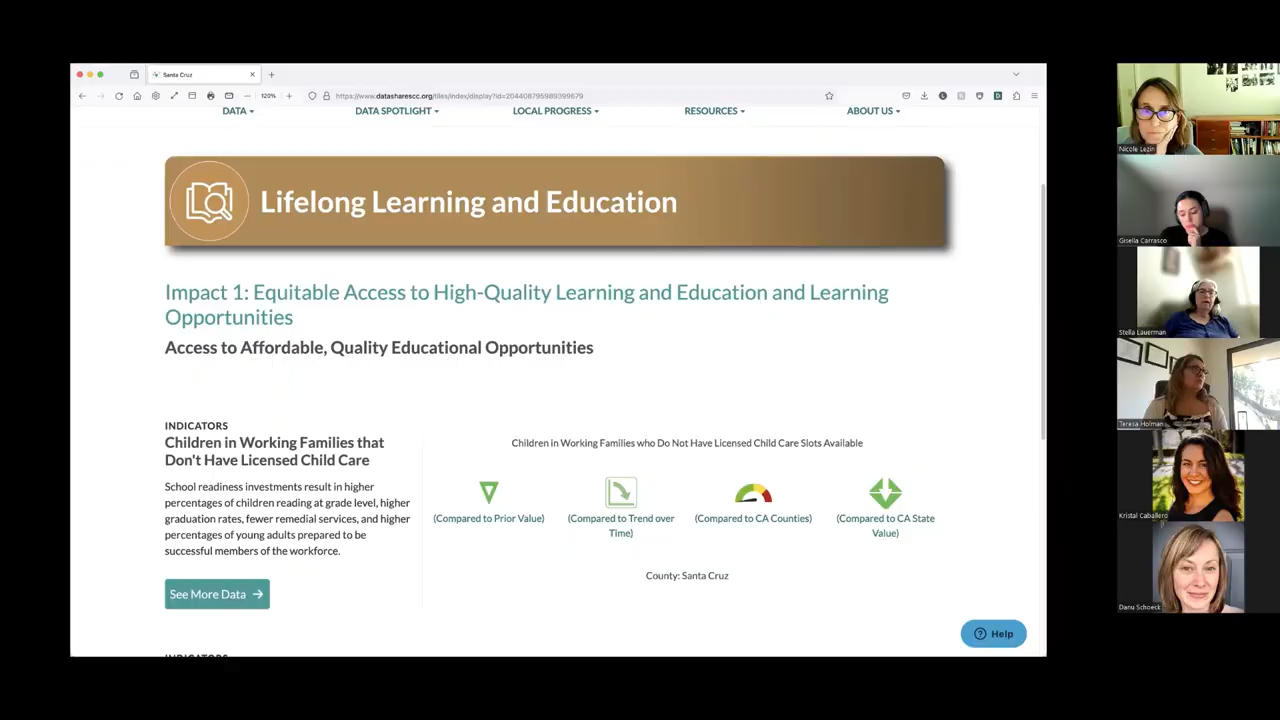 Santa Cruz
120%
https://www.datasharescc.org/tiles/index/display?id=204408795989399679
DATA
DATA SPOTLIGHT
LOCAL PROGRESS
RESOURCES
ABOUT US
Lifelong Learning and Education
Impact 1: Equitable Access to High-Quality Learning and Education and Learning
Opportunities
Access to Affordable, Quality Educational Opportunities
INDICATORS
Children in Working Families that
Don't Have Licensed Child Care
School readiness investments result in higher
percentages of children reading at grade level, higher
graduation rates, fewer remedial services, and higher
percentages of young adults prepared to be
successful members of the workforce.
See More Data
Children in Working Families who Do Not Have Licensed Child Care Slots Available
(Compared to Prior Value)
(Compared to Trend over
Time)
(Compared to CA Counties)
(Compared to CA State
Value)
County: Santa Cruz
Help
INDICATORS
Nicole Lezin
Gisella Carrasco
Stella Lauerman
Teresa Holman
Kristal Caballero
Danu Schoeck